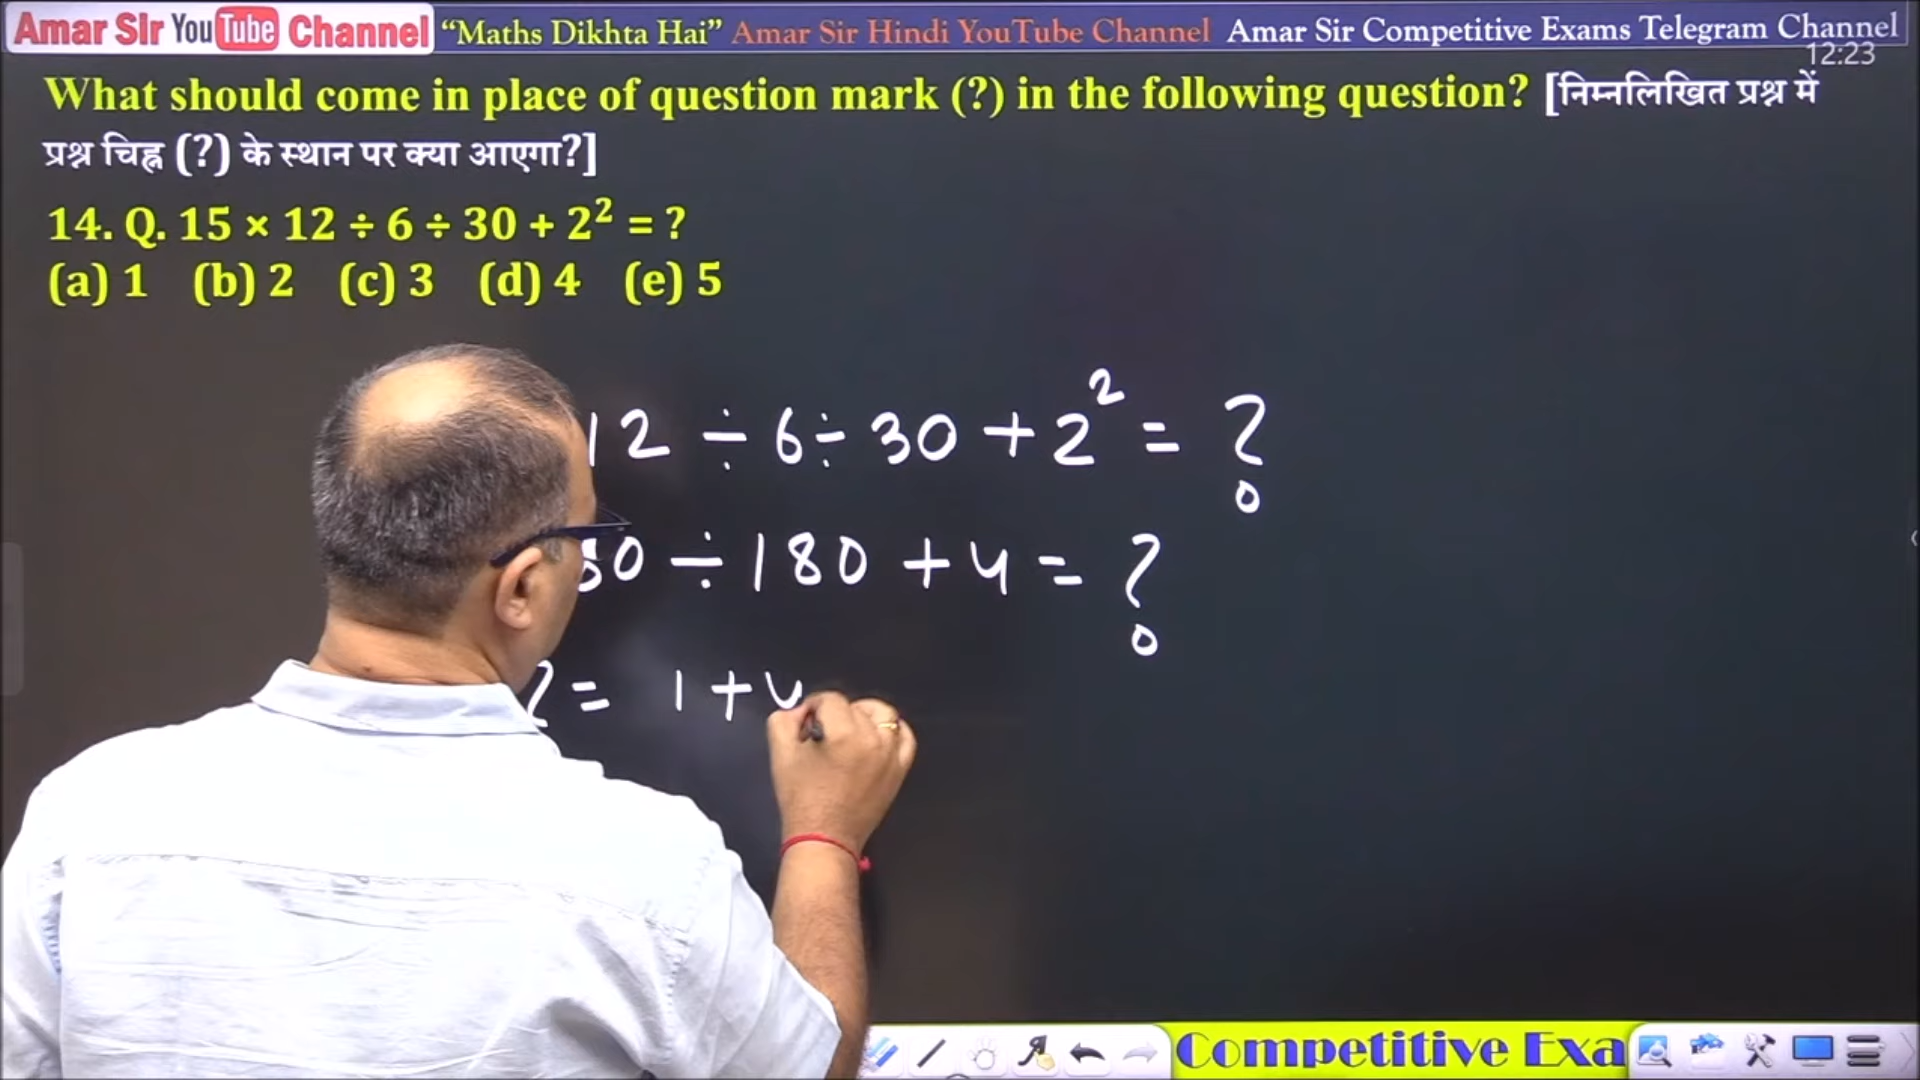 Amar Sir YouTube Channel "Maths Dikhta Hai" Amar Sir Hindi YouTube Channel Amar Sir Competitive Exams Telegram Channel
12:23
What should come in place of question mark (?) in the following question? [निम्नलिखित प्रश्न में
प्रश्न चिह्न (?) के स्थान पर क्या आएगा?]
14. Q. 15 × 12 ÷ 6 ÷ 30 + 2² = ?
(a) 1 (b) 2 (c) 3 (d) 4 (e) 5
12 ÷ 6 ÷ 30 + 2² = ?
80 ÷ 180 + 4 = ?
? = 1 + 4
Competitive Exa